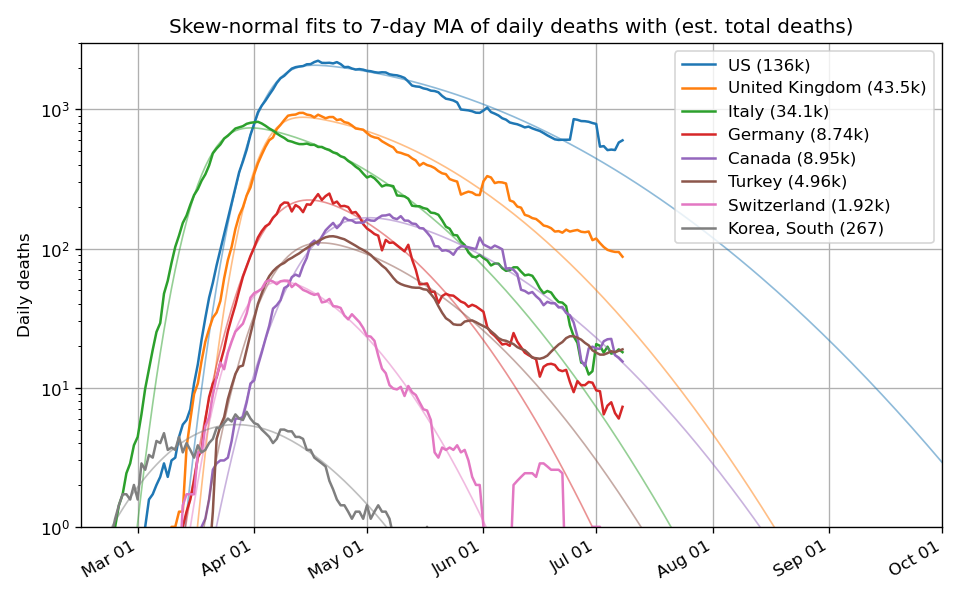 Skew-normal fits to 7-day MA of daily deaths with (est. total deaths)
US (136k)
United Kingdom (43.5k)
Italy (34.1k)
Germany (8.74k)
Canada (8.95k)
Turkey (4.96k)
Switzerland (1.92k)
Korea, South (267)
Daily deaths
10³
10²
10¹
10⁰
Mar 01
Apr 01
May 01
Jun 01
Jul 01
Aug 01
Sep 01
Oct 01